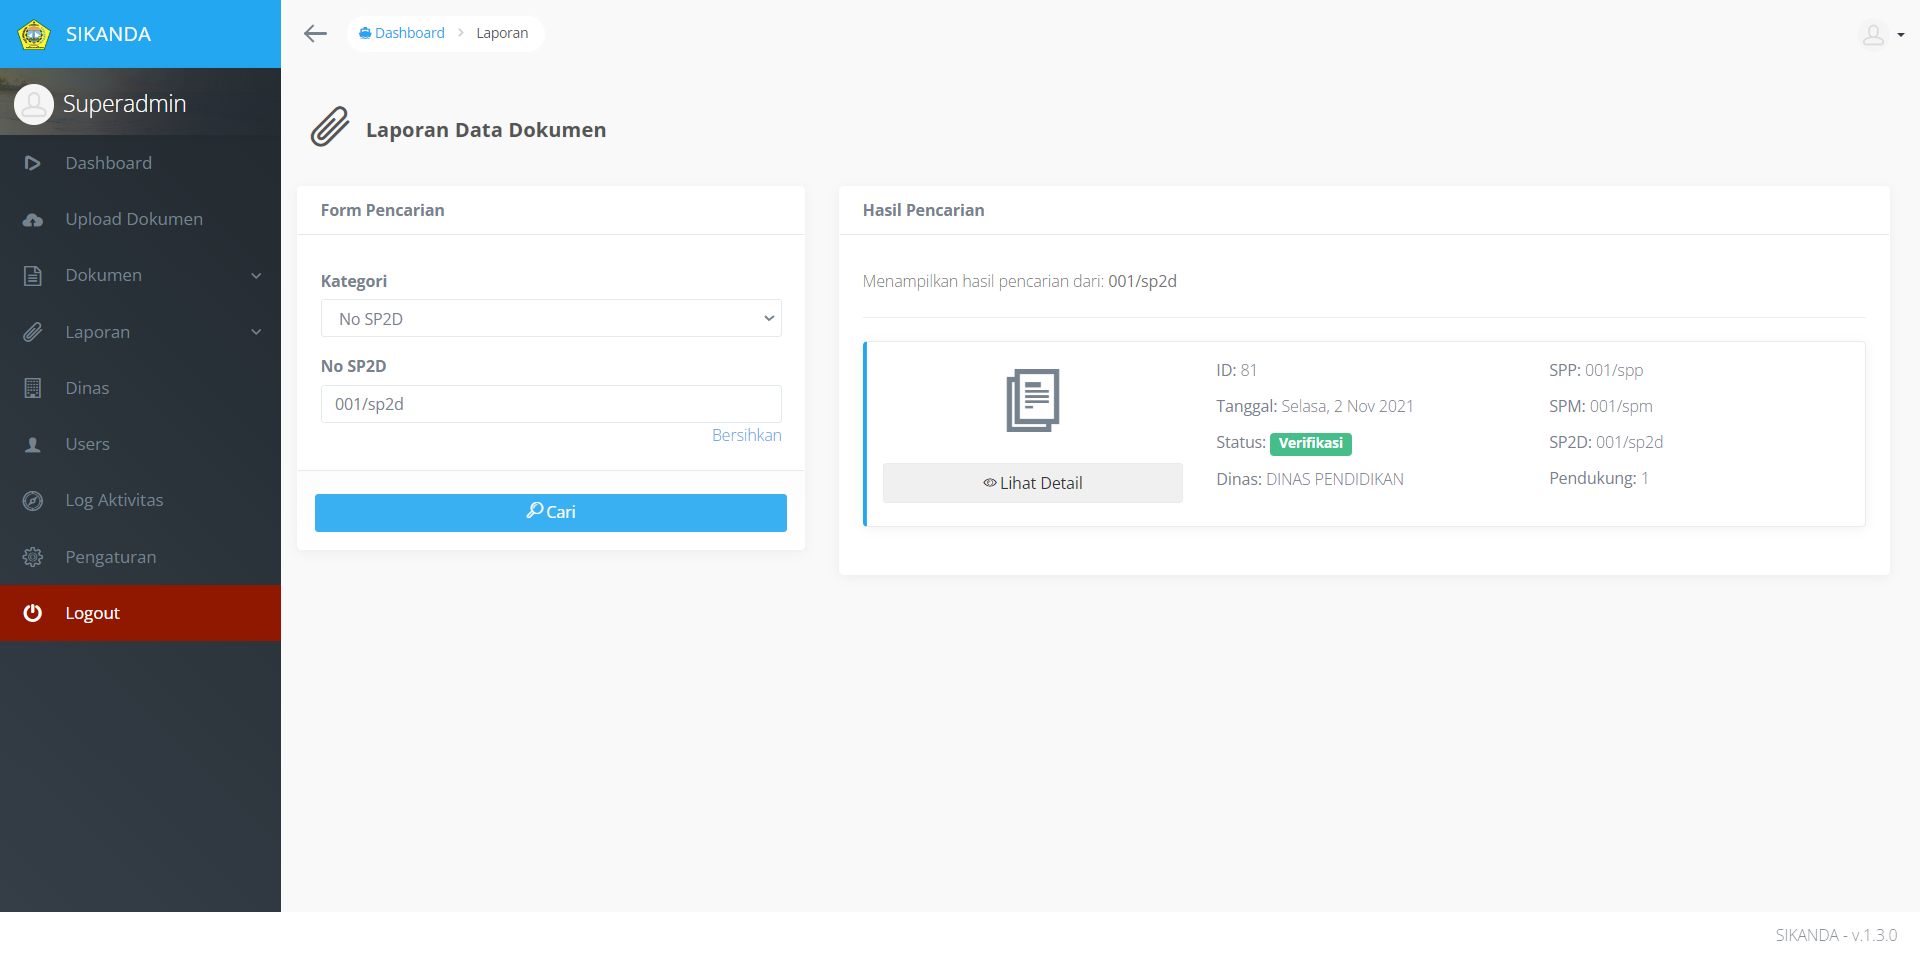 SIKANDA
Superadmin
Dashboard
Upload Dokumen
Dokumen
Laporan
Dinas
Users
Log Aktivitas
Pengaturan
Logout
Dashboard > Laporan
Laporan Data Dokumen
Form Pencarian
Kategori
No SP2D
No SP2D
001/sp2d
Bersihkan
Cari
Hasil Pencarian
Menampilkan hasil pencarian dari: 001/sp2d
Lihat Detail
ID: 81
Tanggal: Selasa, 2 Nov 2021
Status: Verifikasi
Dinas: DINAS PENDIDIKAN
SPP: 001/spp
SPM: 001/spm
SP2D: 001/sp2d
Pendukung: 1
SIKANDA - v.1.3.0